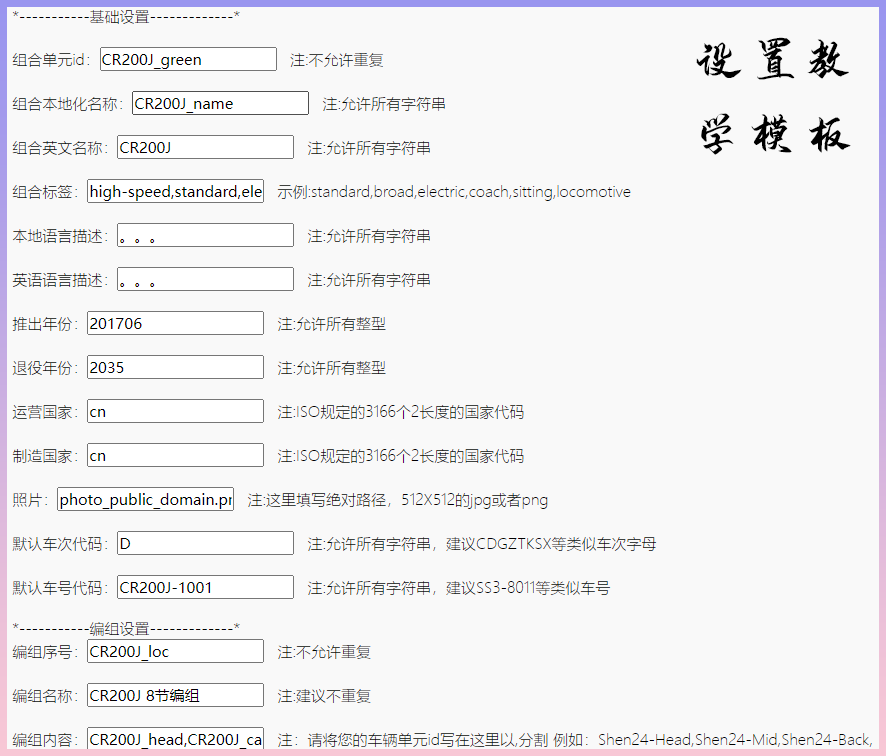 *-----------基础设置-------------*
设置教
学模板
组合单元id： CR200J_green 注:不允许重复
组合本地化名称： CR200J_name 注:允许所有字符串
组合英文名称： CR200J 注:允许所有字符串
组合标签： high-speed,standard,ele 示例:standard,broad,electric,coach,sitting,locomotive
本地语言描述： 。。。 注:允许所有字符串
英语语言描述： 。。。 注:允许所有字符串
推出年份： 201706 注:允许所有整型
退役年份： 2035 注:允许所有整型
运营国家： cn 注:ISO规定的3166个2长度的国家代码
制造国家： cn 注:ISO规定的3166个2长度的国家代码
照片： photo_public_domain.pr 注:这里填写绝对路径，512X512的jpg或者png
默认车次代码： D 注:允许所有字符串，建议CDGZTKSX等类似车次字母
默认车号代码： CR200J-1001 注:允许所有字符串，建议SS3-8011等类似车号
*-----------编组设置-------------*
编组序号： CR200J_loc 注:不允许重复
编组名称： CR200J 8节编组 注:建议不重复
编组内容： CR200J_head,CR200J_ca 注：请将您的车辆单元id写在这里以,分割 例如：Shen24-Head,Shen24-Mid,Shen24-Back,